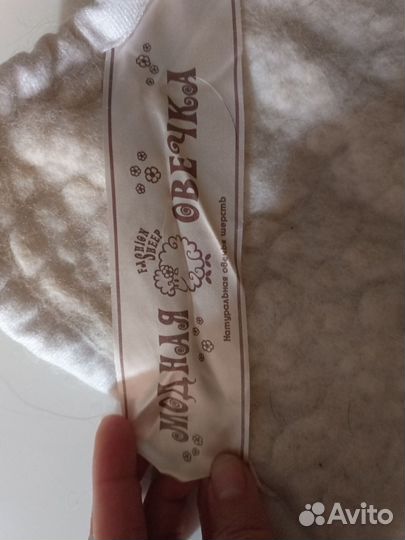 МОДНАЯ ОВЕЧКА
FASHION
SHEEP
Натуральная овечья шерсть
Avito